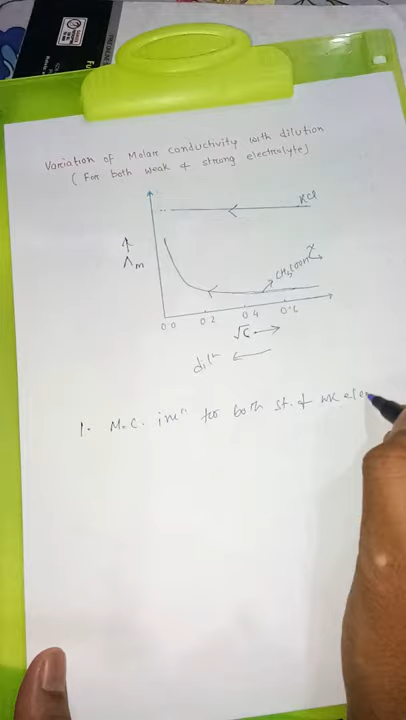 Variation of Molar conductivity with dilution
(For both weak & strong electrolyte)
KCl
Λm
CH3COOH
0.0 0.2 0.4 0.6
√C
diln
1. M.C. incn for both st. & wk ele